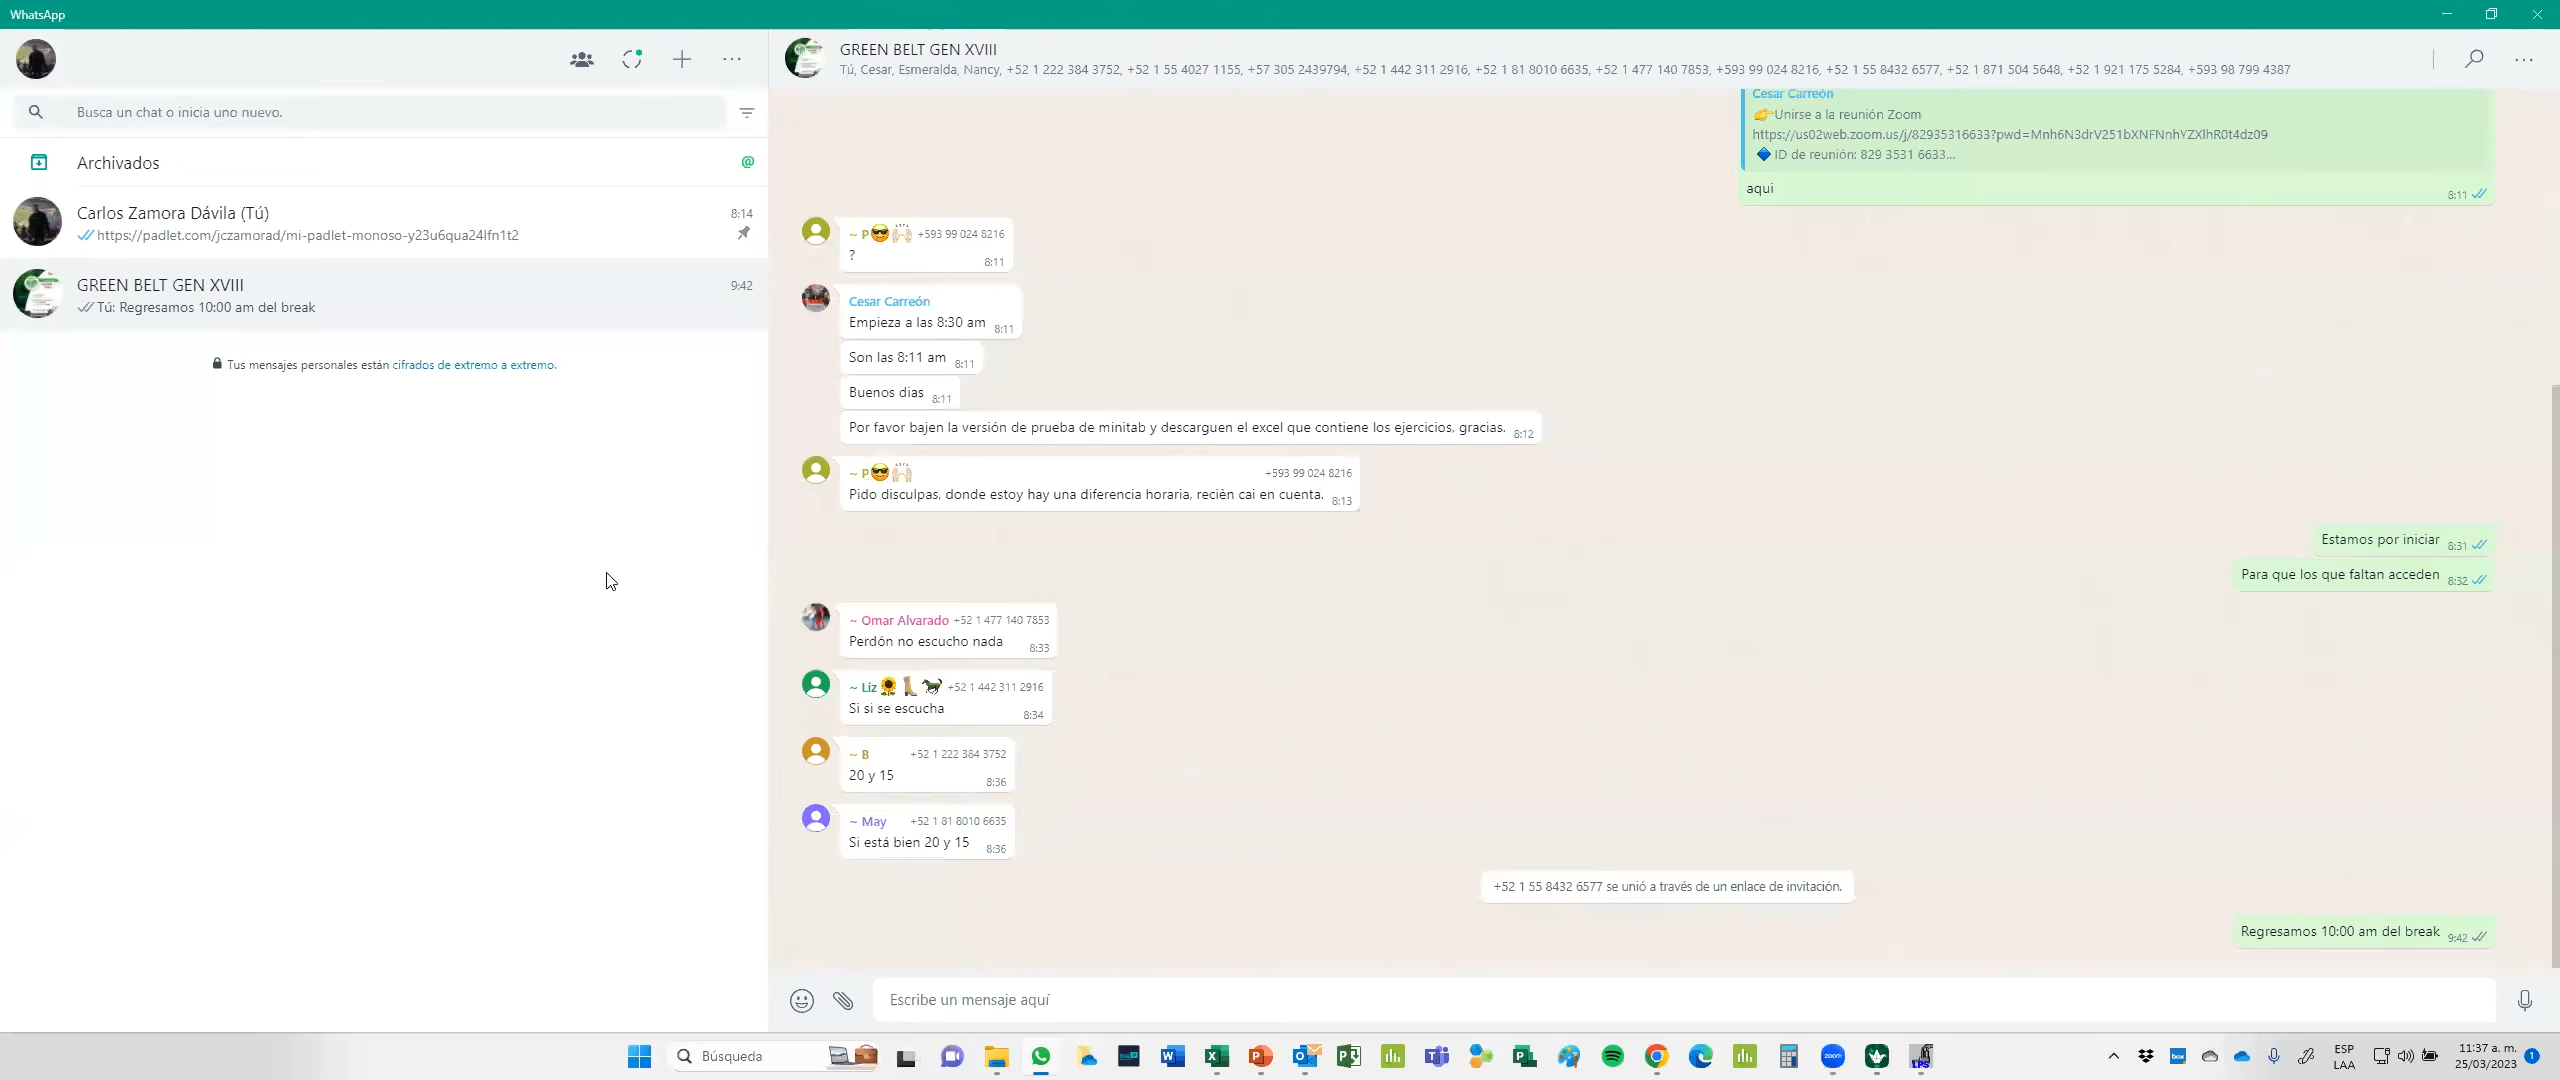 WhatsApp
GREEN BELT GEN XVIII
Tú, Cesar, Esmeralda, Nancy, +52 1 222 384 3752, +52 1 55 4027 1155, +57 305 2439794, +52 1 442 311 2916, +52 1 81 8010 6635, +52 1 477 140 7853, +593 99 024 8216, +52 1 55 8432 6577, +52 1 871 504 5648, +52 1 921 175 5284, +593 98 799 4387
Busca un chat o inicia uno nuevo.
Archivados
@
Carlos Zamora Dávila (Tú)
8:14
https://padlet.com/jczamorad/mi-padlet-monoso-y23u6qua24lfn1t2
GREEN BELT GEN XVIII
9:42
Tú: Regresamos 10:00 am del break
Tus mensajes personales están cifrados de extremo a extremo.
Cesar Carreón
👉Unirse a la reunión Zoom
https://us02web.zoom.us/j/82935316633?pwd=Mnh6N3drV251bXNFNnhYZXlhR0t4dz09
🔷 ID de reunión: 829 3531 6633...
aqui
8:11
~ P😎🙌🏻 +593 99 024 8216
?
8:11
Cesar Carreón
Empieza a las 8:30 am 8:11
Son las 8:11 am 8:11
Buenos dias 8:11
Por favor bajen la versión de prueba de minitab y descarguen el excel que contiene los ejercicios, gracias. 8:12
~ P😎🙌🏻 +593 99 024 8216
Pido disculpas, donde estoy hay una diferencia horaria, recièn cai en cuenta. 8:13
Estamos por iniciar 8:31
Para que los que faltan acceden 8:32
~ Omar Alvarado +52 1 477 140 7853
Perdón no escucho nada 8:33
~ Liz🌻👢🐎 +52 1 442 311 2916
Si si se escucha 8:34
~ B +52 1 222 384 3752
20 y 15 8:36
~ May +52 1 81 8010 6635
Si está bien 20 y 15 8:36
+52 1 55 8432 6577 se unió a través de un enlace de invitación.
Regresamos 10:00 am del break 9:42
Escribe un mensaje aquí
Búsqueda
ESP
LAA
11:37 a. m.
25/03/2023
1